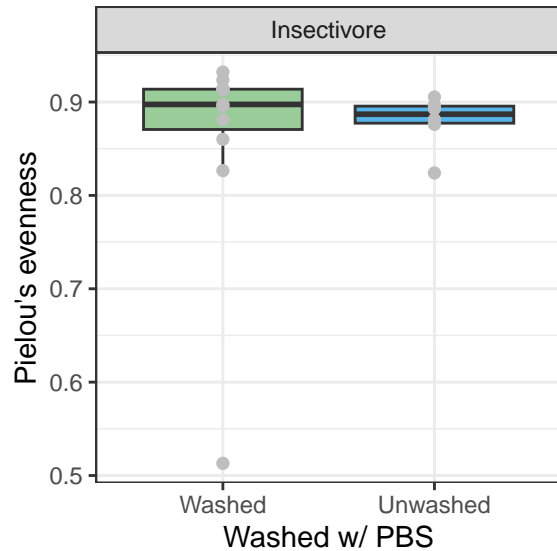 Insectivore
Pielou's evenness
0.9
0.8
0.7
0.6
0.5
Washed Unwashed
Washed w/ PBS